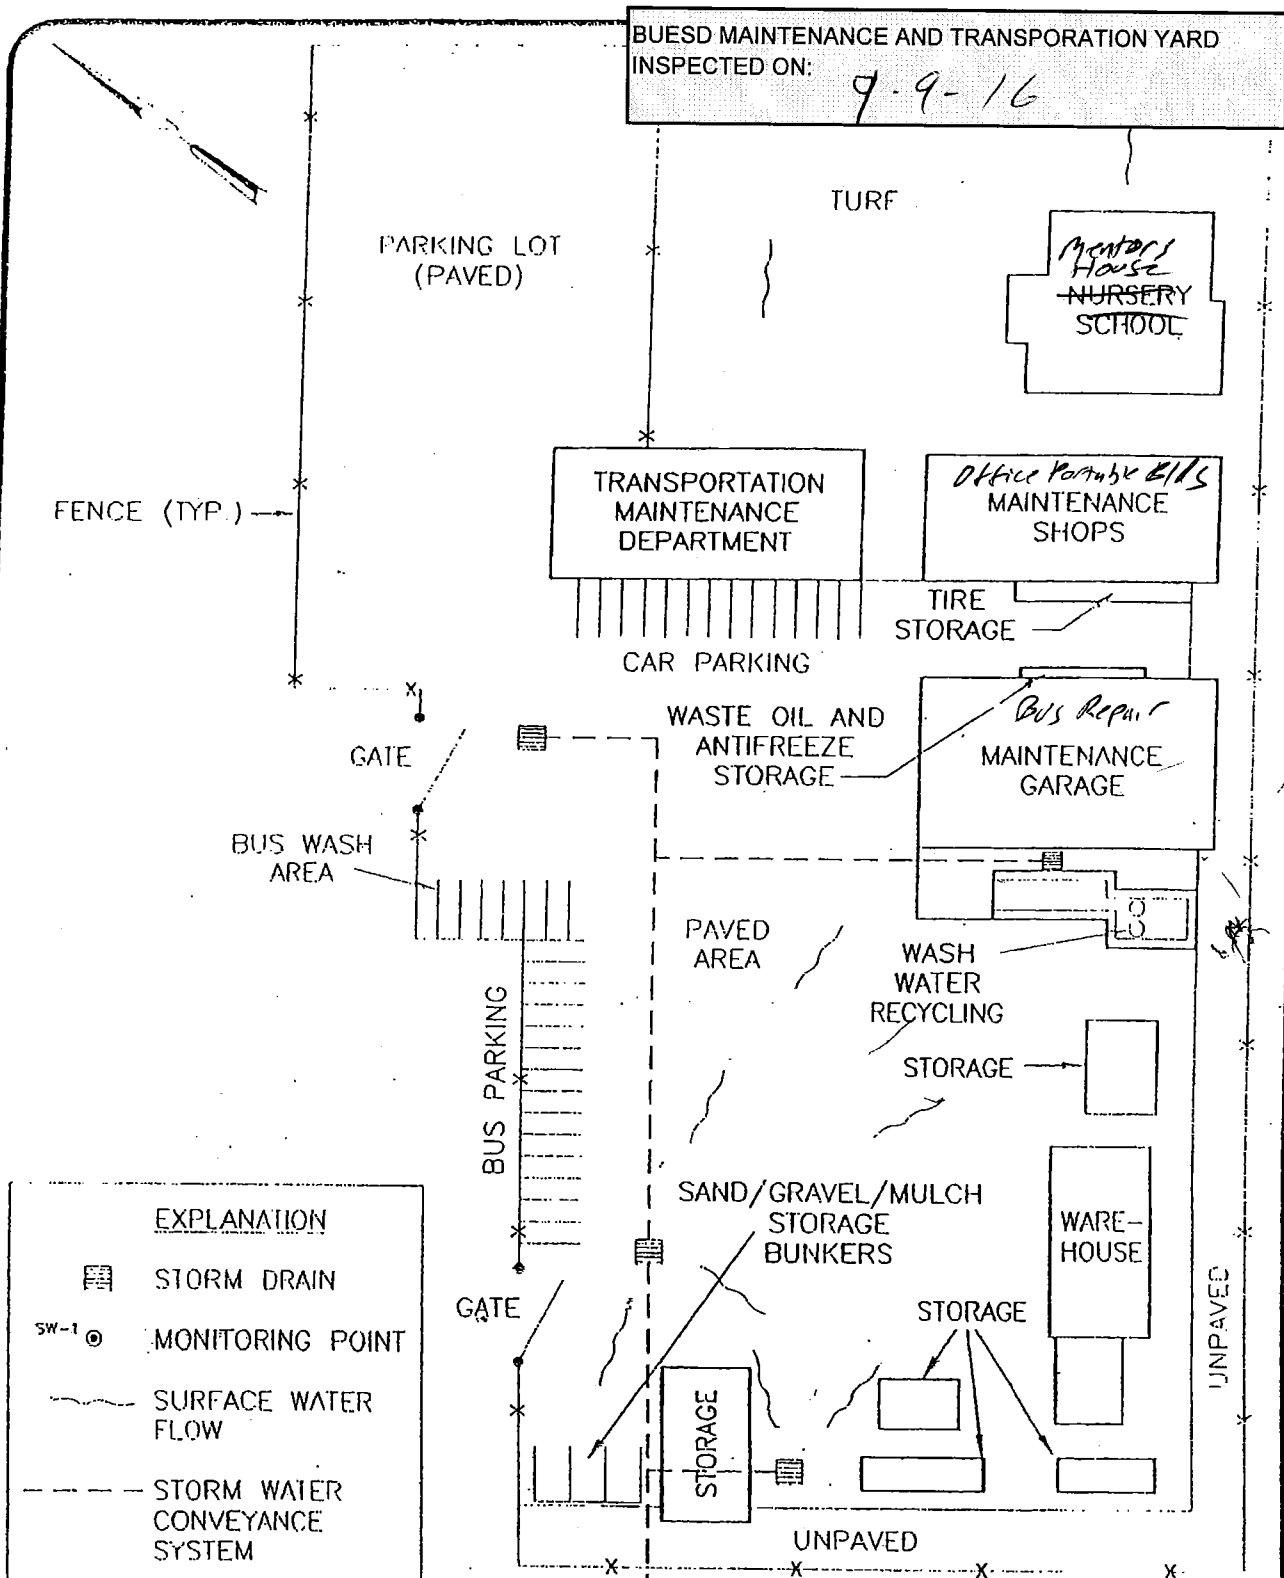 BUESD MAINTENANCE AND TRANSPORATION YARD
INSPECTED ON:
9-9-16
TURF
PARKING LOT
(PAVED)
Mentors
House
NURSERY
SCHOOL
FENCE (TYP.)
TRANSPORTATION
MAINTENANCE
DEPARTMENT
Office Portable Bldg
MAINTENANCE
SHOPS
TIRE
STORAGE
CAR PARKING
WASTE OIL AND
ANTIFREEZE
STORAGE
Bus Repair
MAINTENANCE
GARAGE
GATE
BUS WASH
AREA
PAVED
AREA
WASH
WATER
RECYCLING
BUS PARKING
STORAGE
SAND/GRAVEL/MULCH
STORAGE
BUNKERS
WARE-
HOUSE
UNPAVED
GATE
STORAGE
STORAGE
UNPAVED
EXPLANATION
STORM DRAIN
SW-1
MONITORING POINT
SURFACE WATER
FLOW
STORM WATER
CONVEYANCE
SYSTEM